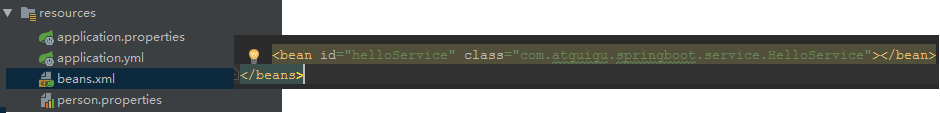 resources
application.properties
application.yml
beans.xml
person.properties
<bean id="helloService" class="com.atguigu.springboot.service.HelloService"></bean>
</beans>